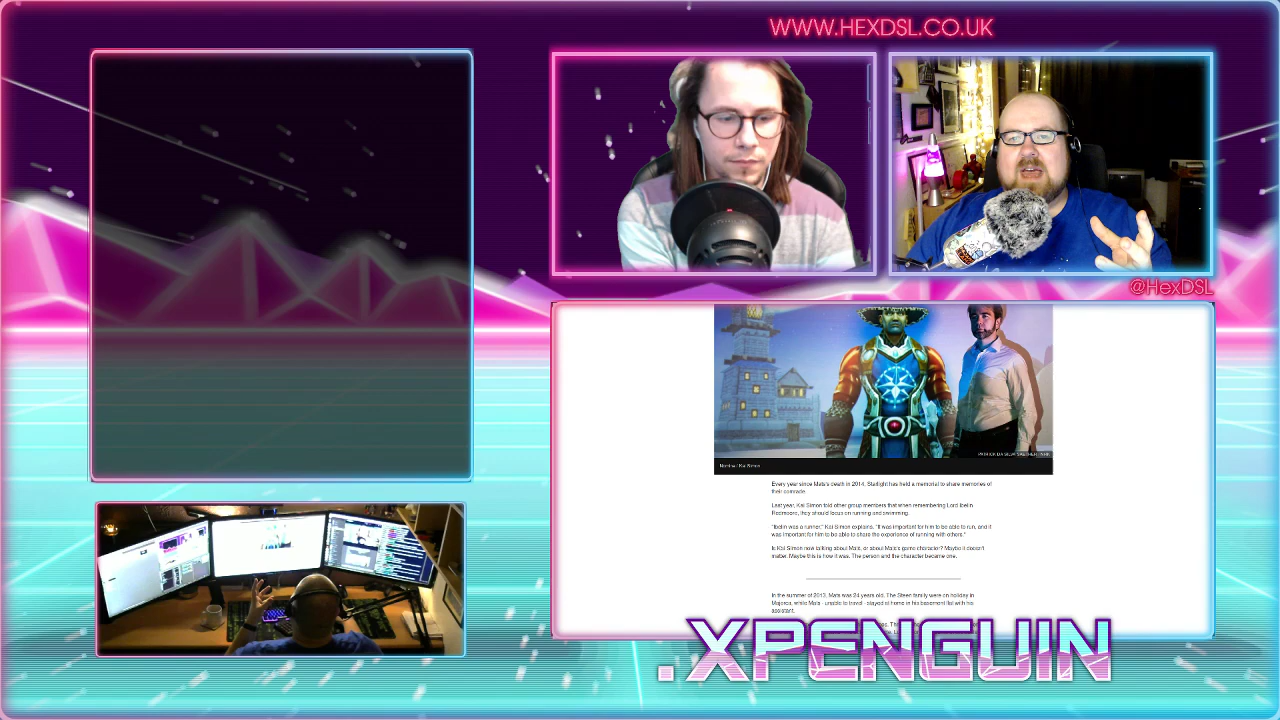 WWW.HEXDSL.CO.UK
@HexDSL
Every year since Mats's death in 2014, Starlight has held a memorial to share memories of
their comrade.
Last year, Kai Simon told other group members that when remembering Lord Ibelin
Redmoore, they should focus on running and swimming.
"Ibelin was a runner," Kai Simon explains. "It was important for him to be able to run, and it
was important for him to be able to share the experience of running with others."
Is Kai Simon now talking about Mats, or about Mats's game character? Maybe it doesn't
matter. Maybe this is how it was. The person and the character became one.
In the summer of 2013, Mats was 24 years old. The Steen family were on holiday in
Majorca, while Mats - unable to travel - stayed at home in his basement flat with his
assistant.
.XPENGUIN